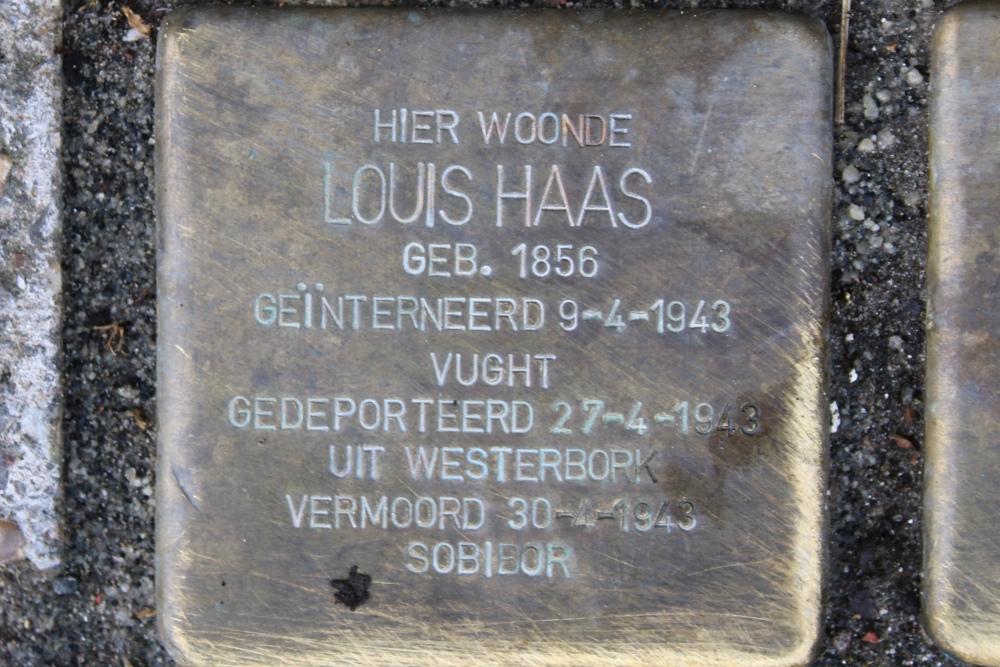 HIER WOONDE
LOUIS HAAS
GEB. 1856
GEÏNTERNEERD 9-4-1943
VUGHT
GEDEPORTEERD 27-4-1943
UIT WESTERBORK
VERMOORD 30-4-1943
SOBIBOR